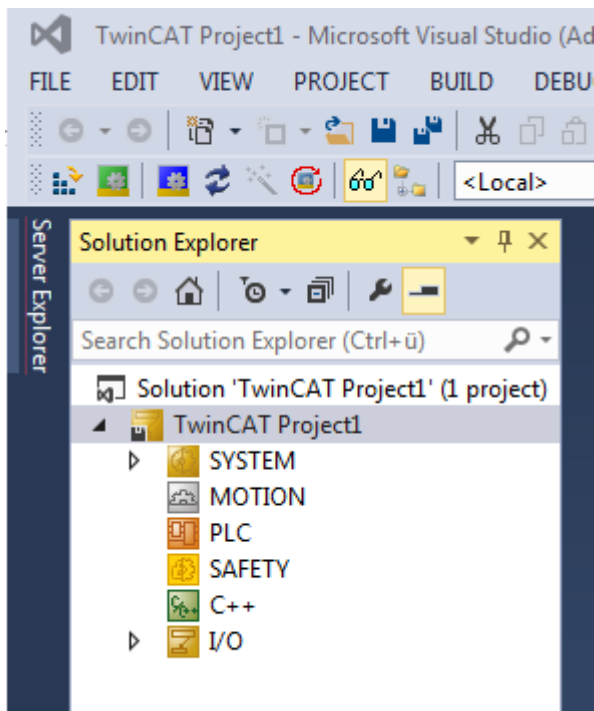 TwinCAT Project1 - Microsoft Visual Studio (Ad
FILE EDIT VIEW PROJECT BUILD DEBU
<Local>
Server Explorer
Solution Explorer
Search Solution Explorer (Ctrl+ü)
Solution 'TwinCAT Project1' (1 project)
TwinCAT Project1
SYSTEM
MOTION
PLC
SAFETY
C++
I/O